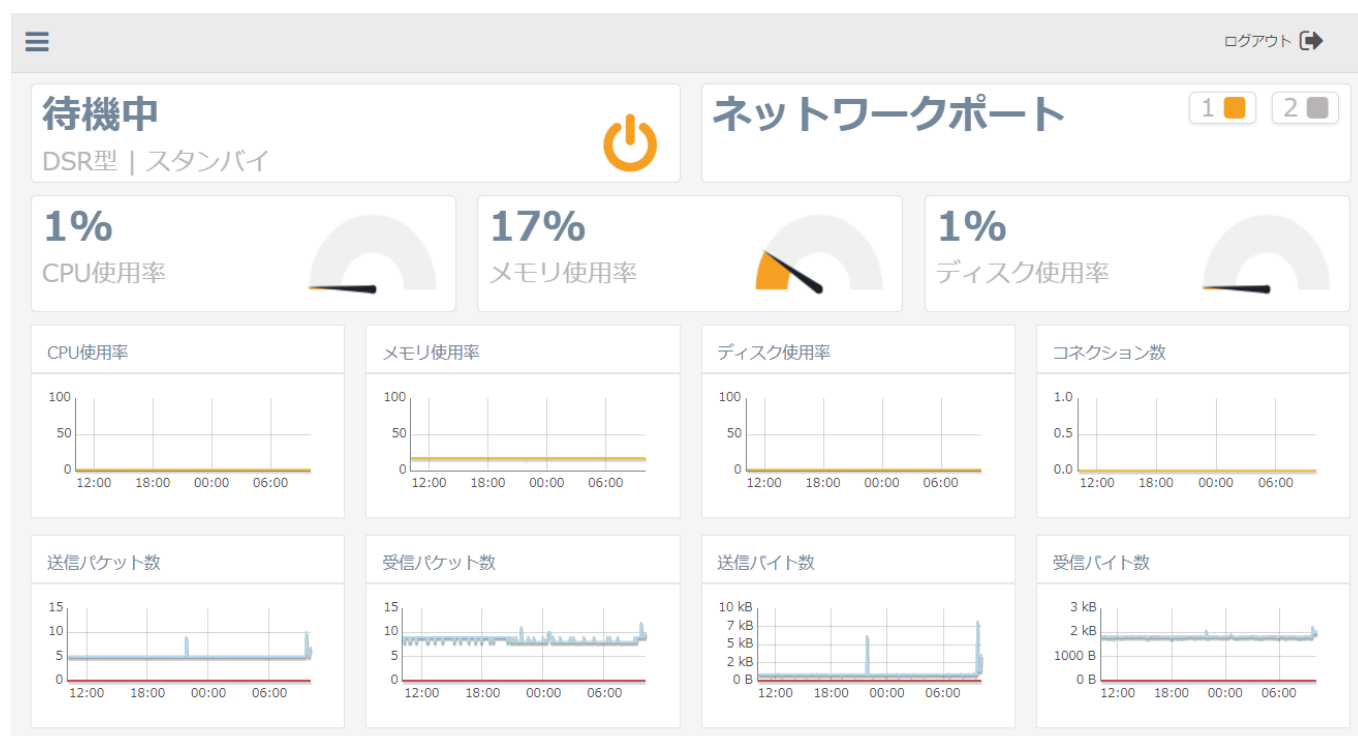 ログアウト
待機中
DSR型 | スタンバイ
ネットワークポート
1
2
1%
CPU使用率
17%
メモリ使用率
1%
ディスク使用率
CPU使用率
100
50
0
12:00 18:00 00:00 06:00
メモリ使用率
100
50
0
12:00 18:00 00:00 06:00
ディスク使用率
100
50
0
12:00 18:00 00:00 06:00
コネクション数
1.0
0.5
0.0
12:00 18:00 00:00 06:00
送信パケット数
15
10
5
0
12:00 18:00 00:00 06:00
受信パケット数
15
10
5
0
12:00 18:00 00:00 06:00
送信バイト数
10 kB
7 kB
5 kB
2 kB
0 B
12:00 18:00 00:00 06:00
受信バイト数
3 kB
2 kB
1000 B
0 B
12:00 18:00 00:00 06:00